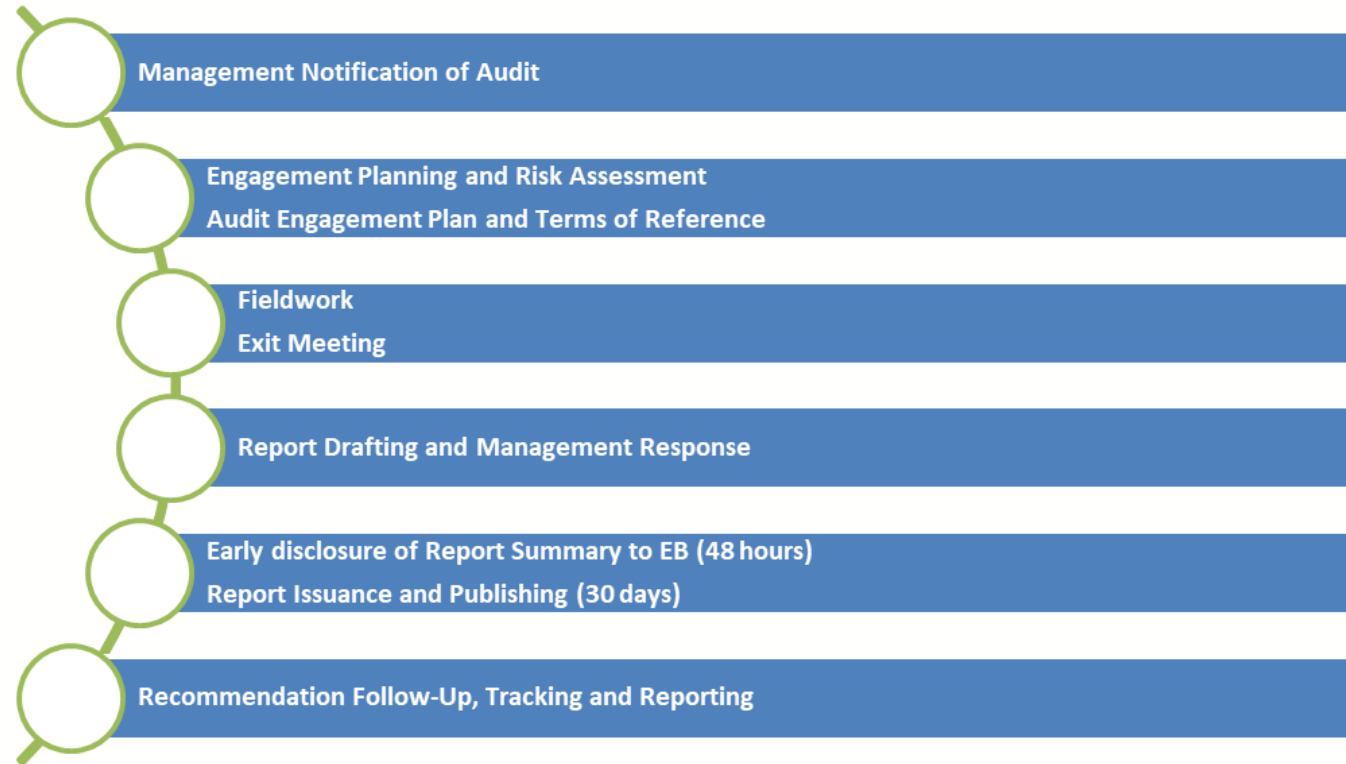 Management Notification of Audit
Engagement Planning and Risk Assessment
Audit Engagement Plan and Terms of Reference
Fieldwork
Exit Meeting
Report Drafting and Management Response
Early disclosure of Report Summary to EB (48 hours)
Report Issuance and Publishing (30 days)
Recommendation Follow-Up, Tracking and Reporting